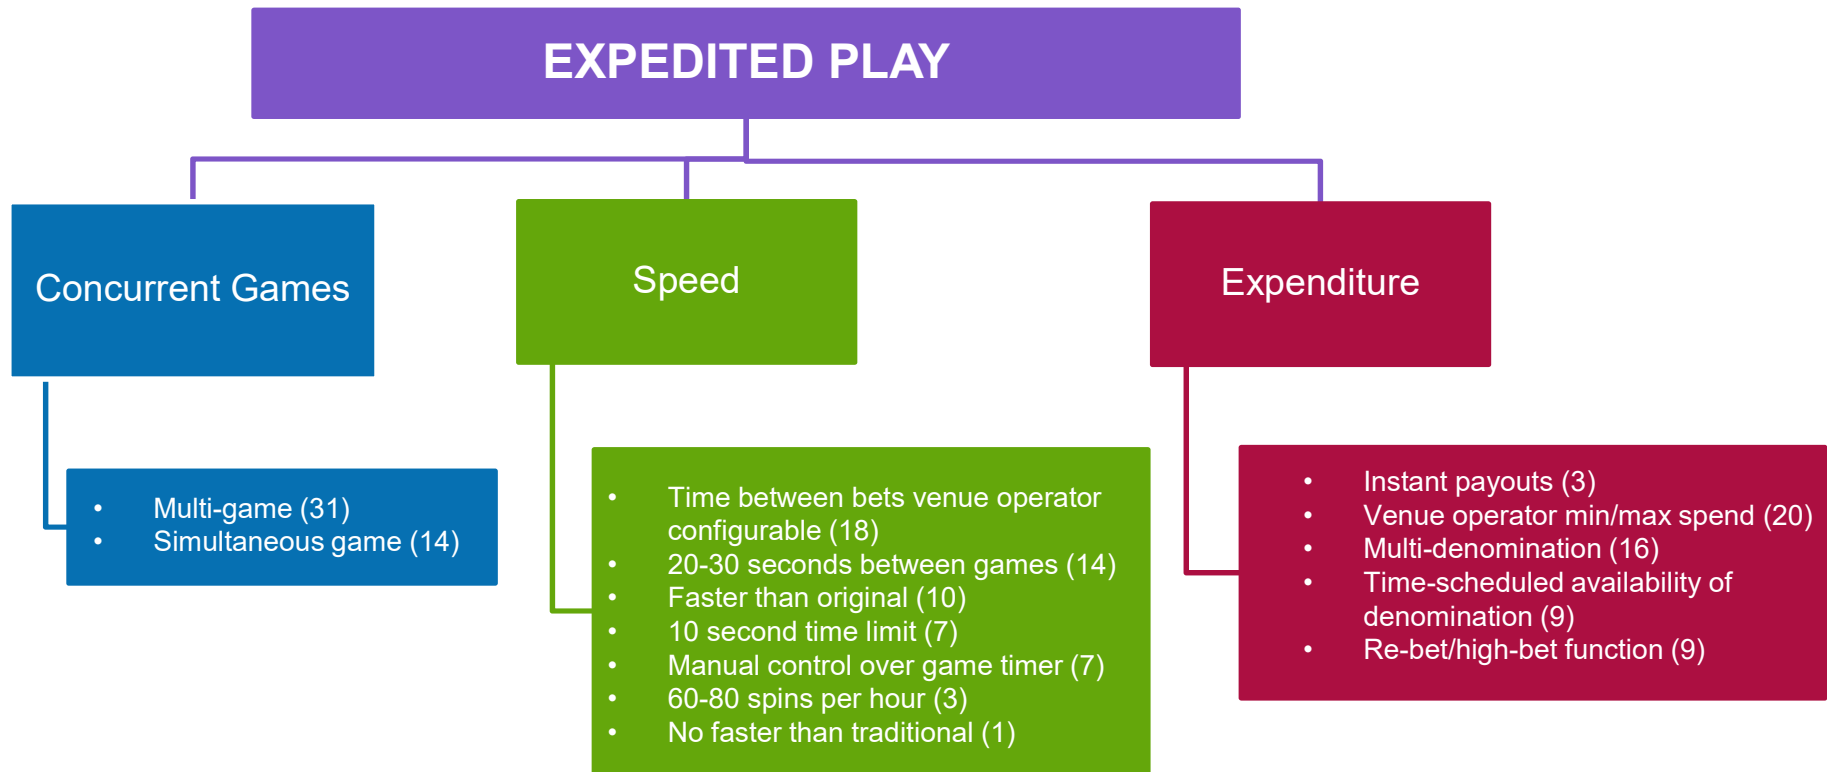 EXPEDITED PLAY
Concurrent Games
Speed
Expenditure
• Multi-game (31)
• Simultaneous game (14)
• Time between bets venue operator
configurable (18)
• 20-30 seconds between games (14)
• Faster than original (10)
• 10 second time limit (7)
• Manual control over game timer (7)
• 60-80 spins per hour (3)
• No faster than traditional (1)
• Instant payouts (3)
• Venue operator min/max spend (20)
• Multi-denomination (16)
• Time-scheduled availability of
denomination (9)
• Re-bet/high-bet function (9)